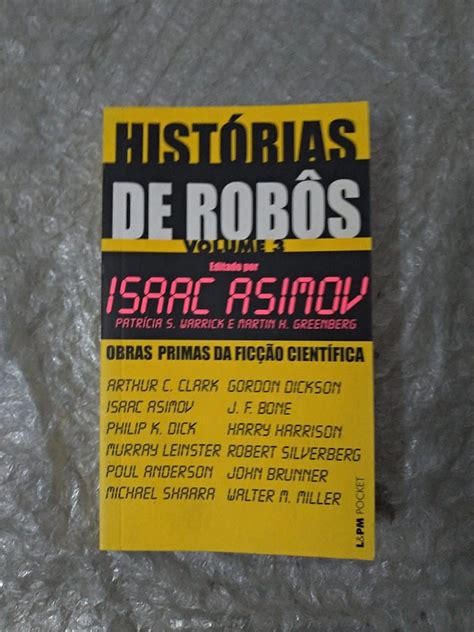 HISTÓRIAS
DE ROBÔS
VOLUME 3
Editado por
ISAAC ASIMOV
PATRÍCIA S. WARRICK E MARTIN H. GREENBERG
OBRAS PRIMAS DA FICÇÃO CIENTÍFICA
ARTHUR C. CLARK GORDON DICKSON
ISAAC ASIMOV J. F. BONE
PHILIP K. DICK HARRY HARRISON
MURRAY LEINSTER ROBERT SILVERBERG
POUL ANDERSON JOHN BRUNNER
MICHAEL SHAARA WALTER M. MILLER
L&PM POCKET